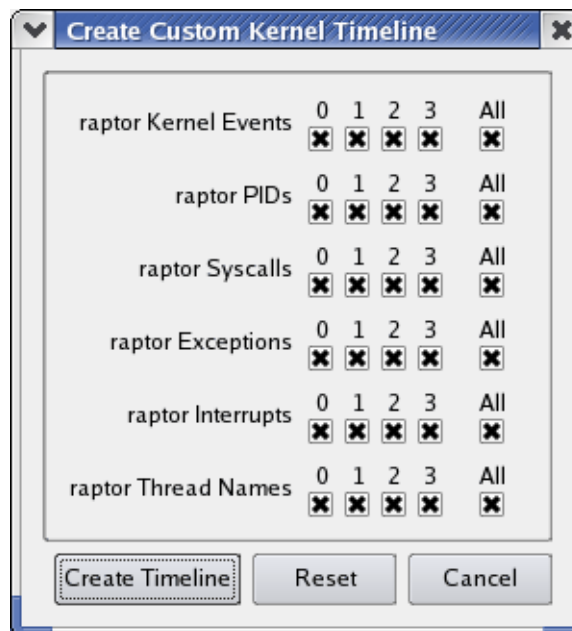 Create Custom Kernel Timeline
0 1 2 3 All
raptor Kernel Events
0 1 2 3 All
raptor PIDs
0 1 2 3 All
raptor Syscalls
0 1 2 3 All
raptor Exceptions
0 1 2 3 All
raptor Interrupts
0 1 2 3 All
raptor Thread Names
Create Timeline Reset Cancel